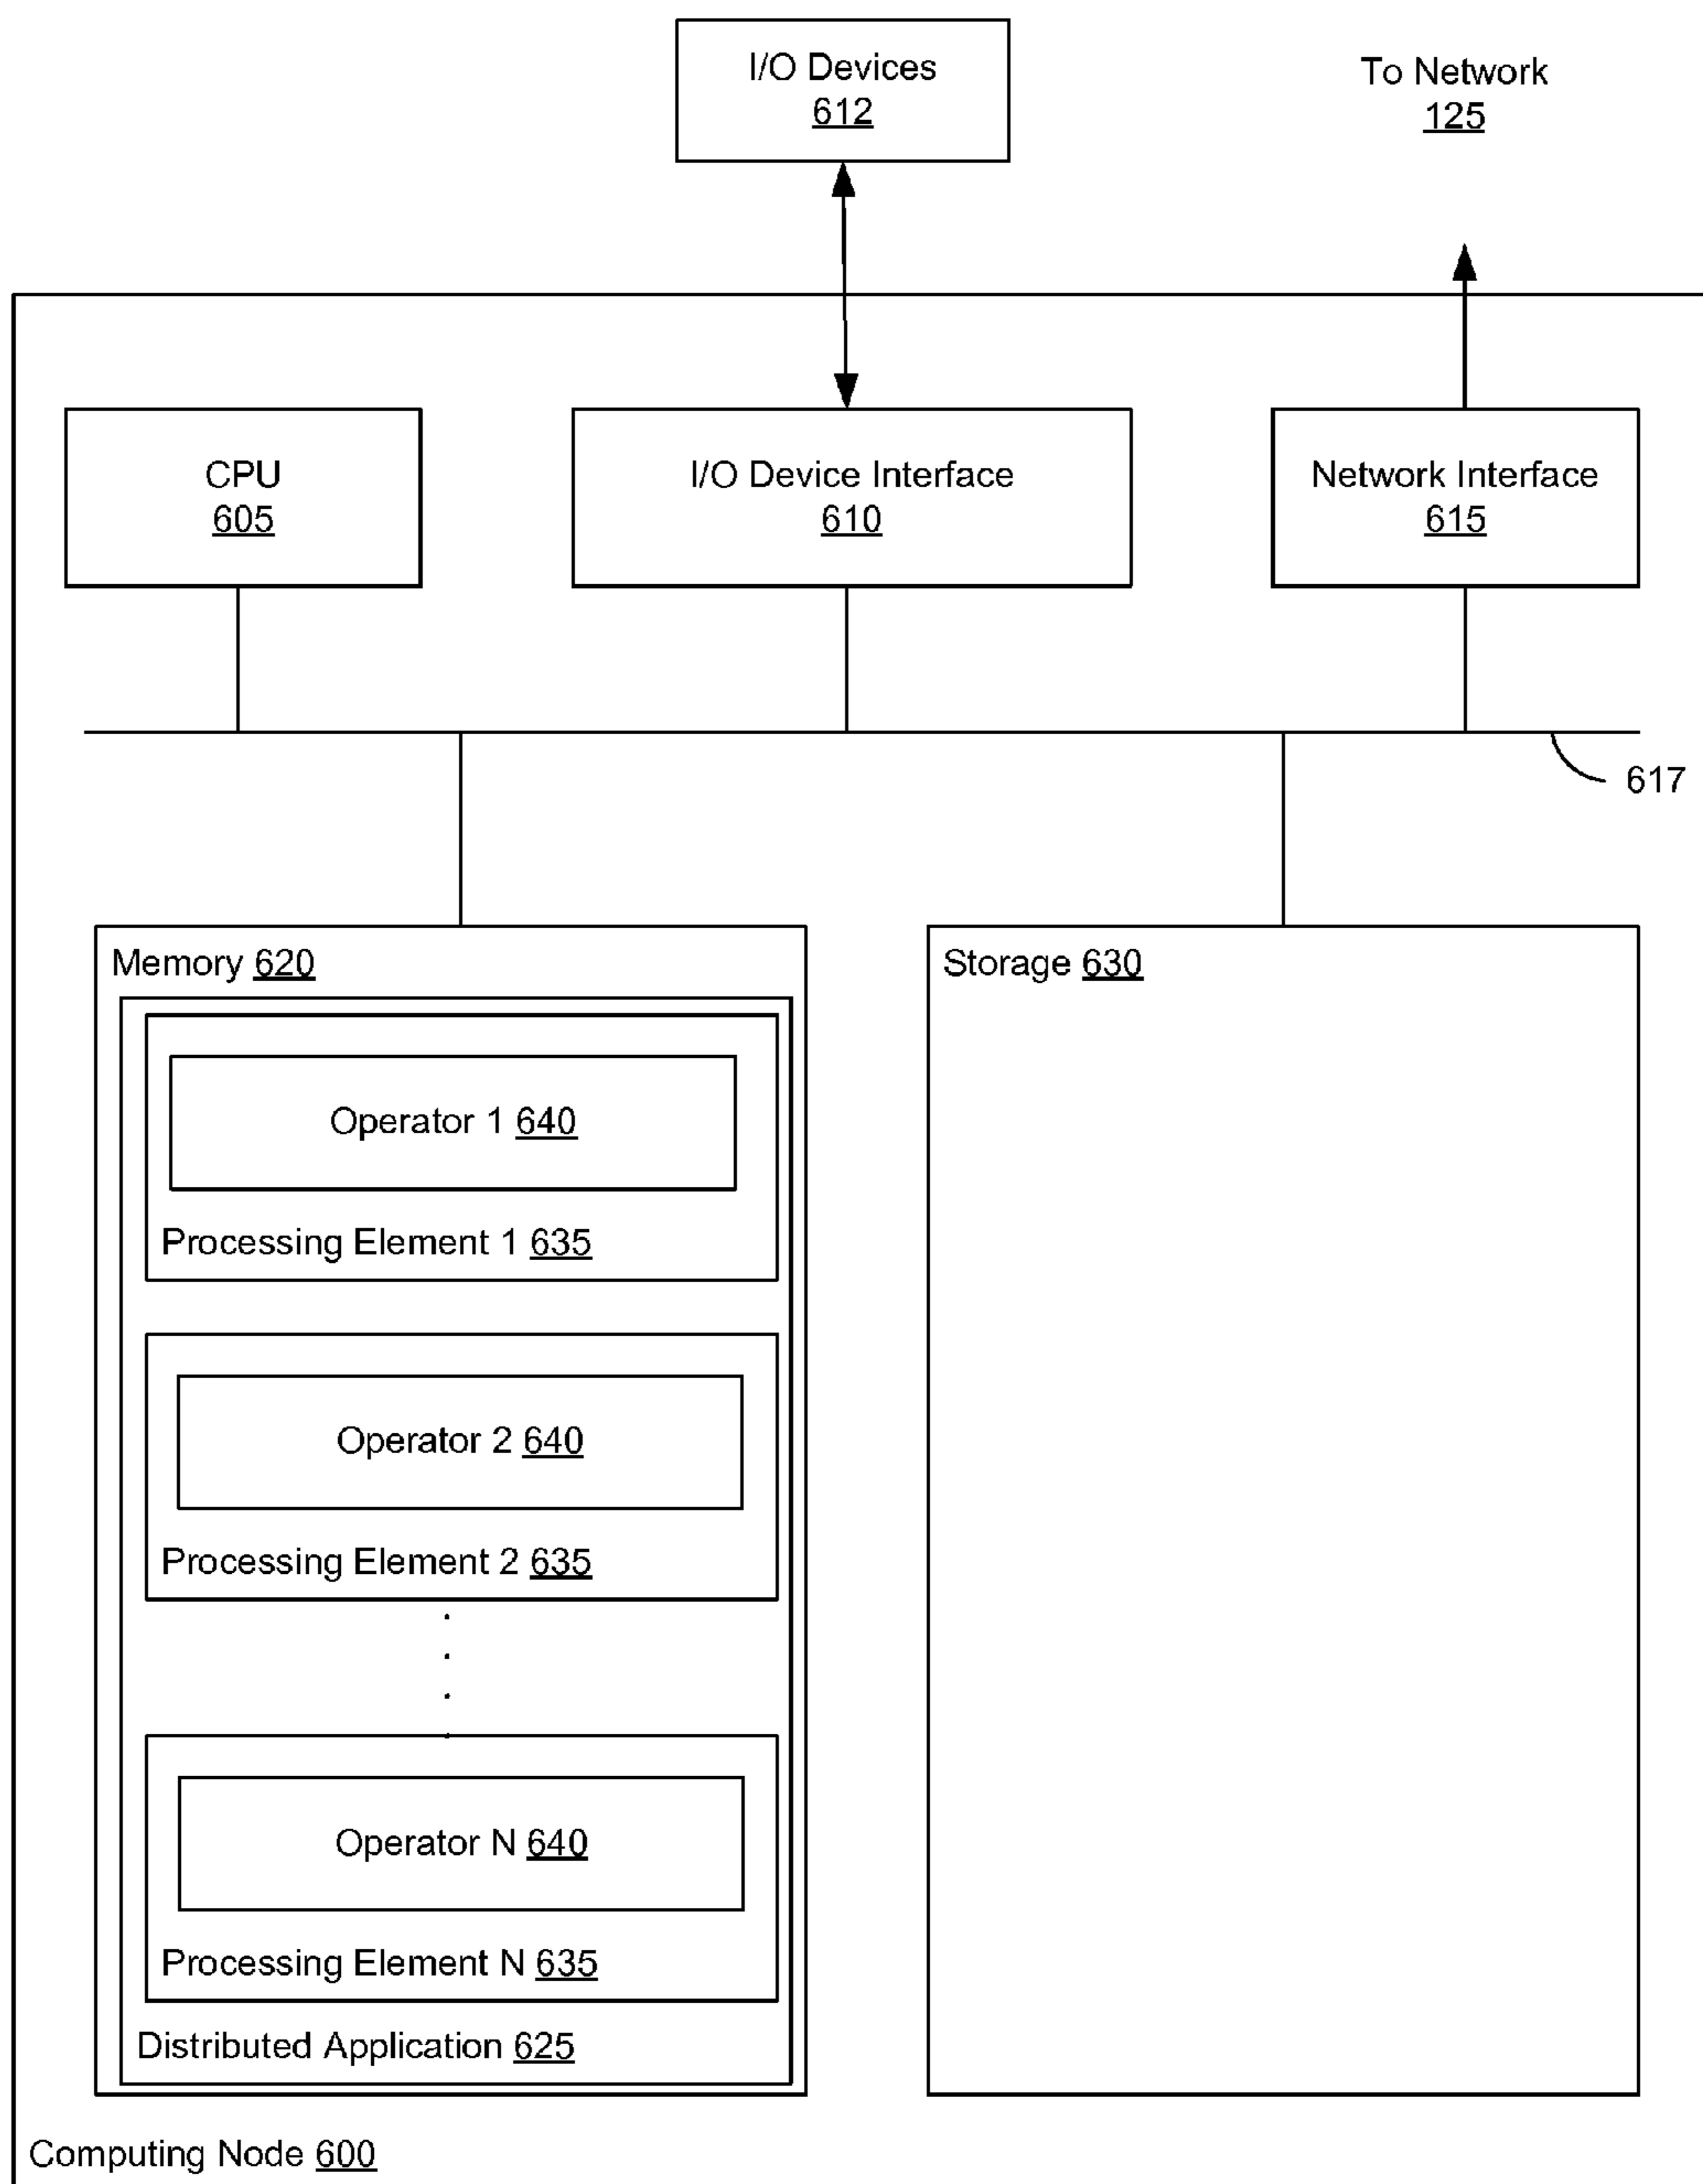 I/O Devices
612
To Network
125
CPU
605
I/O Device Interface
610
Network Interface
615
617
Memory 620
Storage 630
Operator 1 640
Processing Element 1 635
Operator 2 640
Processing Element 2 635
Operator N 640
Processing Element N 635
Distributed Application 625
Computing Node 600